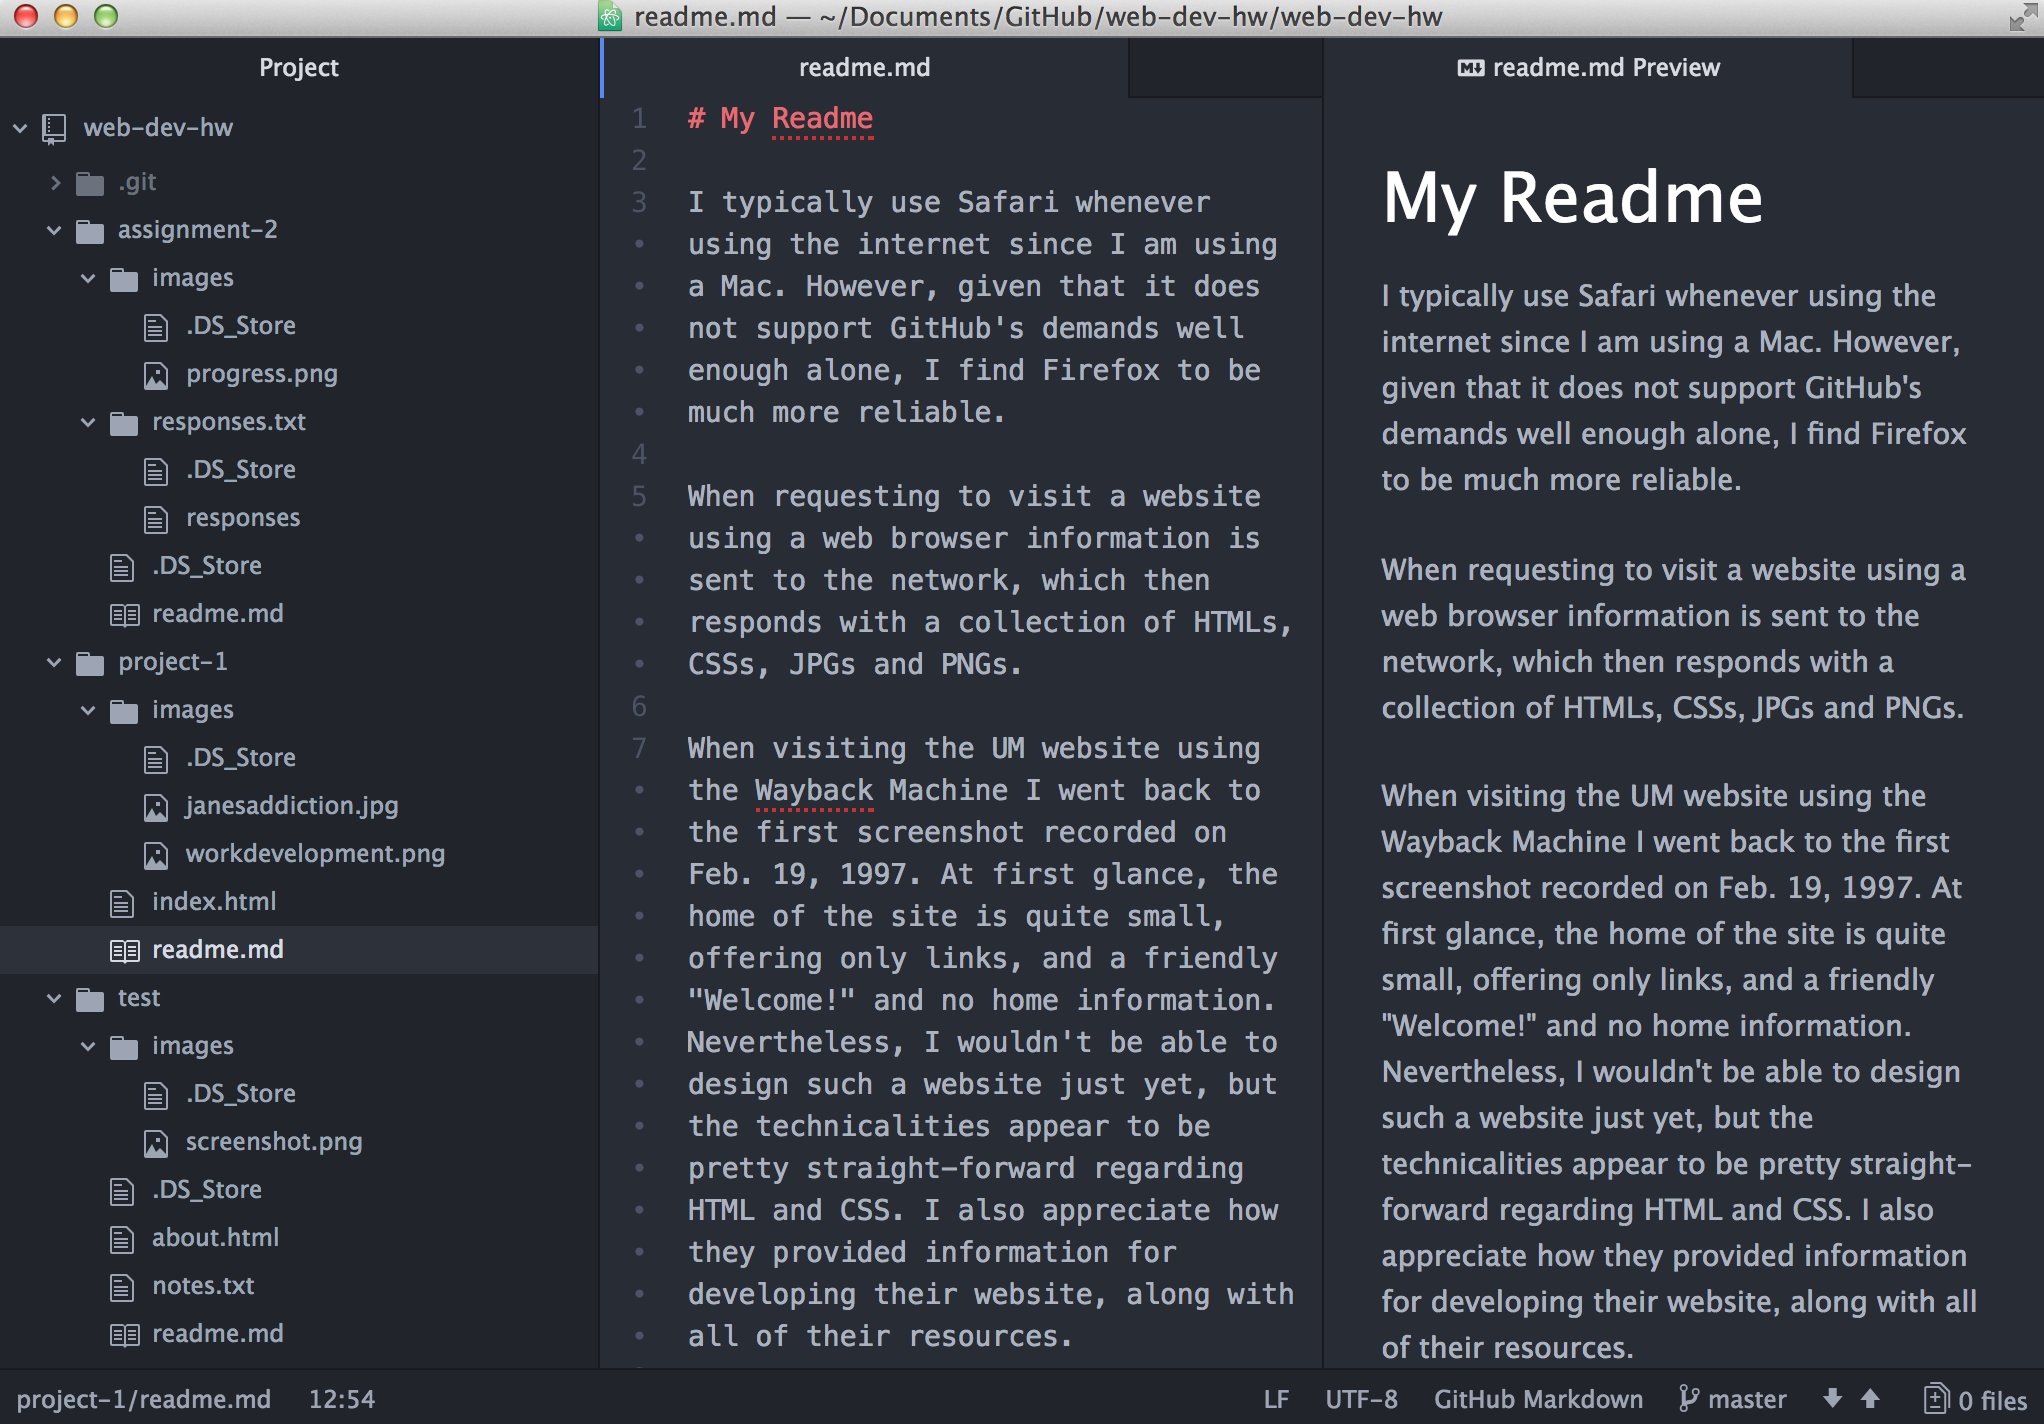 readme.md — ~/Documents/GitHub/web-dev-hw/web-dev-hw
Project
web-dev-hw
.git
assignment-2
images
.DS_Store
progress.png
responses.txt
.DS_Store
responses
.DS_Store
readme.md
project-1
images
.DS_Store
janesaddiction.jpg
workdevelopment.png
index.html
readme.md
test
images
.DS_Store
screenshot.png
.DS_Store
about.html
notes.txt
readme.md
readme.md
1 # My Readme
2
3 I typically use Safari whenever
• using the internet since I am using
• a Mac. However, given that it does
• not support GitHub's demands well
• enough alone, I find Firefox to be
• much more reliable.
4
5 When requesting to visit a website
• using a web browser information is
• sent to the network, which then
• responds with a collection of HTMLs,
• CSSs, JPGs and PNGs.
6
7 When visiting the UM website using
• the Wayback Machine I went back to
• the first screenshot recorded on
• Feb. 19, 1997. At first glance, the
• home of the site is quite small,
• offering only links, and a friendly
• "Welcome!" and no home information.
• Nevertheless, I wouldn't be able to
• design such a website just yet, but
• the technicalities appear to be
• pretty straight-forward regarding
• HTML and CSS. I also appreciate how
• they provided information for
• developing their website, along with
• all of their resources.
M↓ readme.md Preview
My Readme
I typically use Safari whenever using the
internet since I am using a Mac. However,
given that it does not support GitHub's
demands well enough alone, I find Firefox
to be much more reliable.
When requesting to visit a website using a
web browser information is sent to the
network, which then responds with a
collection of HTMLs, CSSs, JPGs and PNGs.
When visiting the UM website using the
Wayback Machine I went back to the first
screenshot recorded on Feb. 19, 1997. At
first glance, the home of the site is quite
small, offering only links, and a friendly
"Welcome!" and no home information.
Nevertheless, I wouldn't be able to design
such a website just yet, but the
technicalities appear to be pretty straight-
forward regarding HTML and CSS. I also
appreciate how they provided information
for developing their website, along with all
of their resources.
project-1/readme.md 12:54 LF UTF-8 GitHub Markdown master 0 files